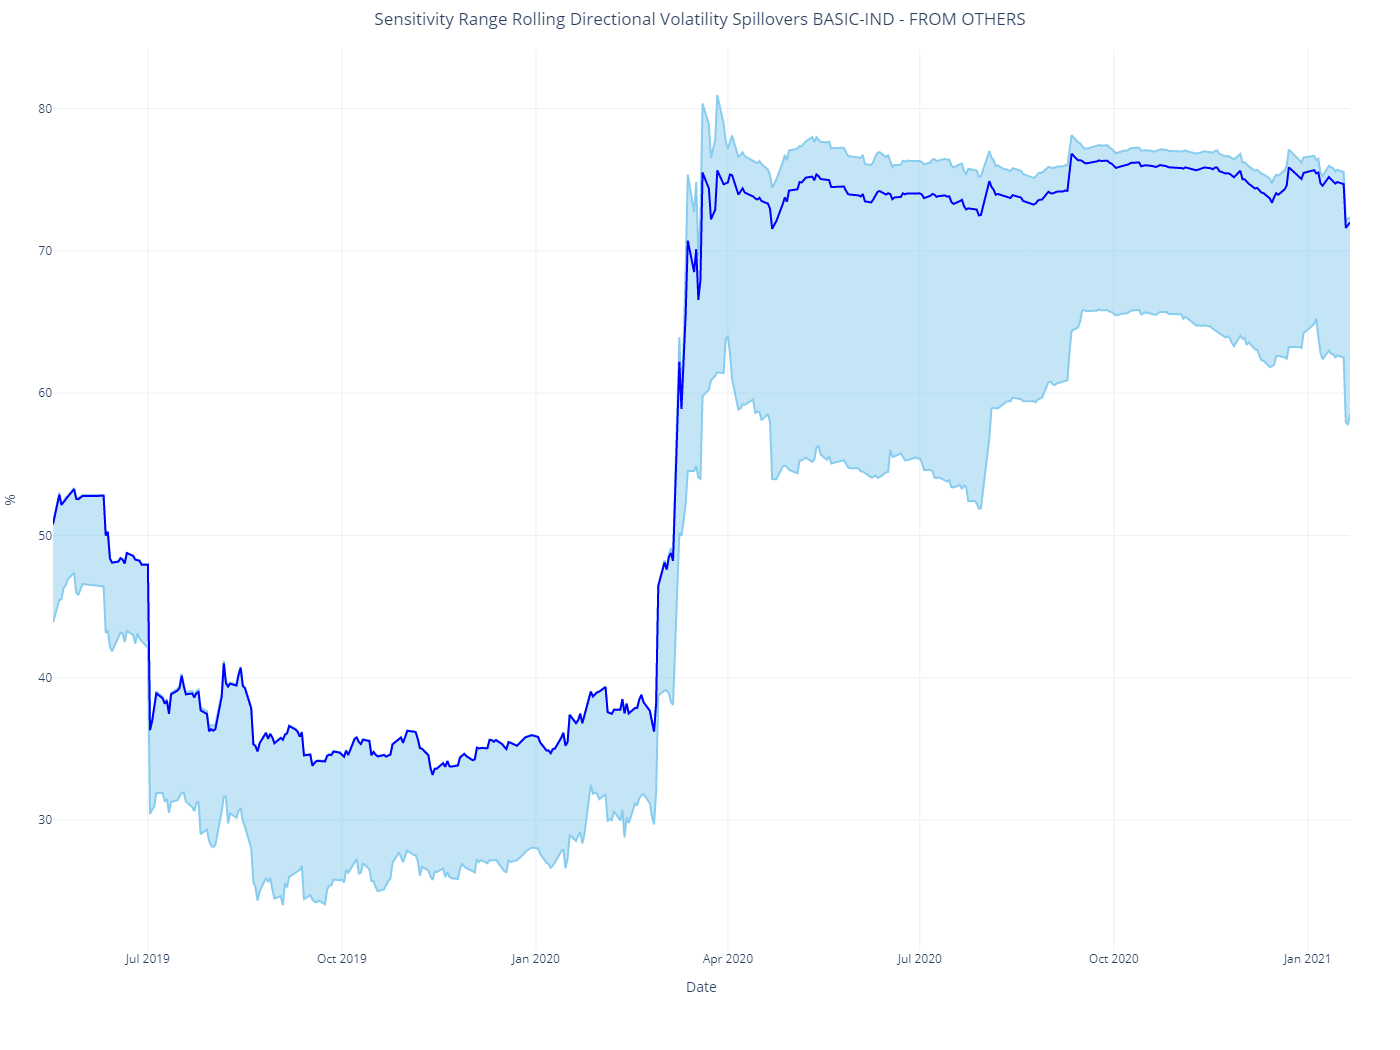 Sensitivity Range Rolling Directional Volatility Spillovers BASIC-IND - FROM OTHERS
80
70
60
50
40
30
%
Jul 2019
Oct 2019
Jan 2020
Apr 2020
Jul 2020
Oct 2020
Jan 2021
Date